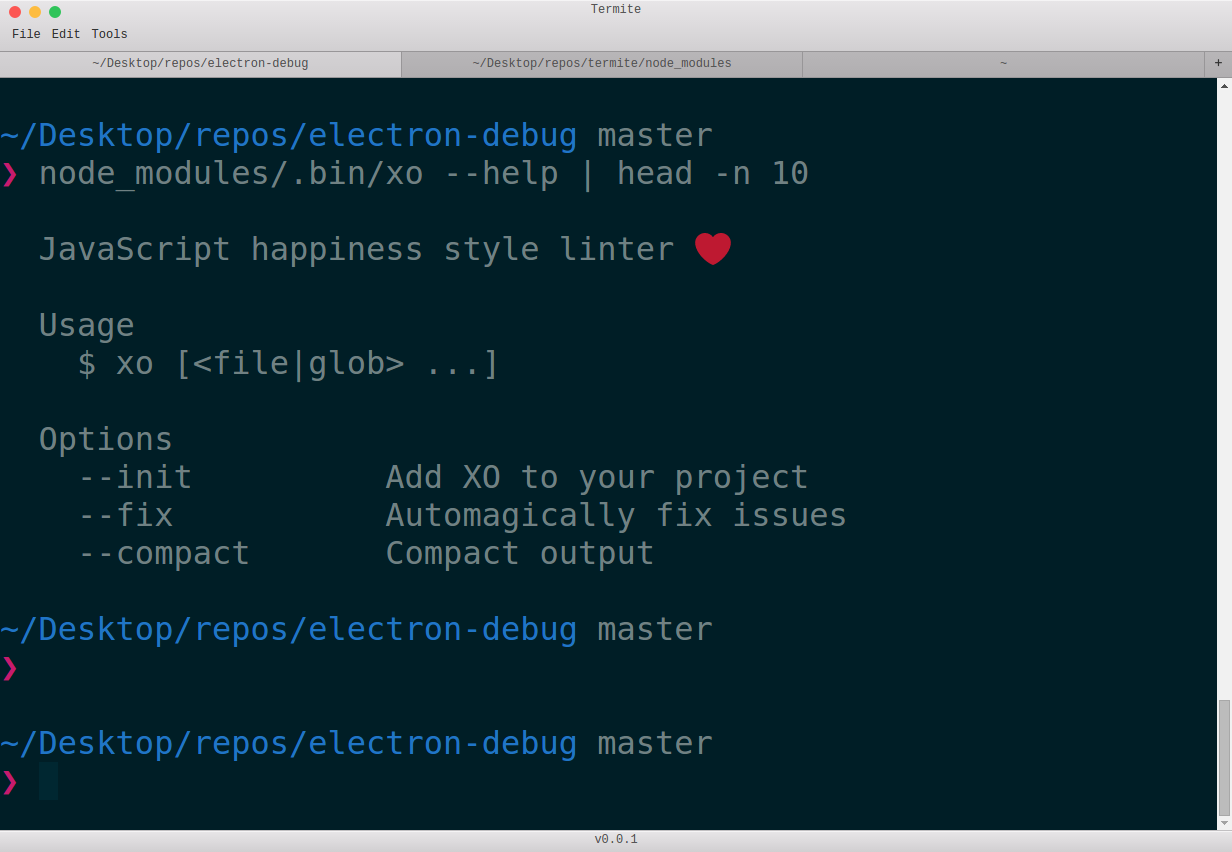 Termite
File Edit Tools
~/Desktop/repos/electron-debug ~/Desktop/repos/termite/node_modules ~ +
~/Desktop/repos/electron-debug master
❯ node_modules/.bin/xo --help | head -n 10
JavaScript happiness style linter ❤
Usage
$ xo [<file|glob> ...]
Options
--init Add XO to your project
--fix Automagically fix issues
--compact Compact output
~/Desktop/repos/electron-debug master
❯
~/Desktop/repos/electron-debug master
❯
v0.0.1